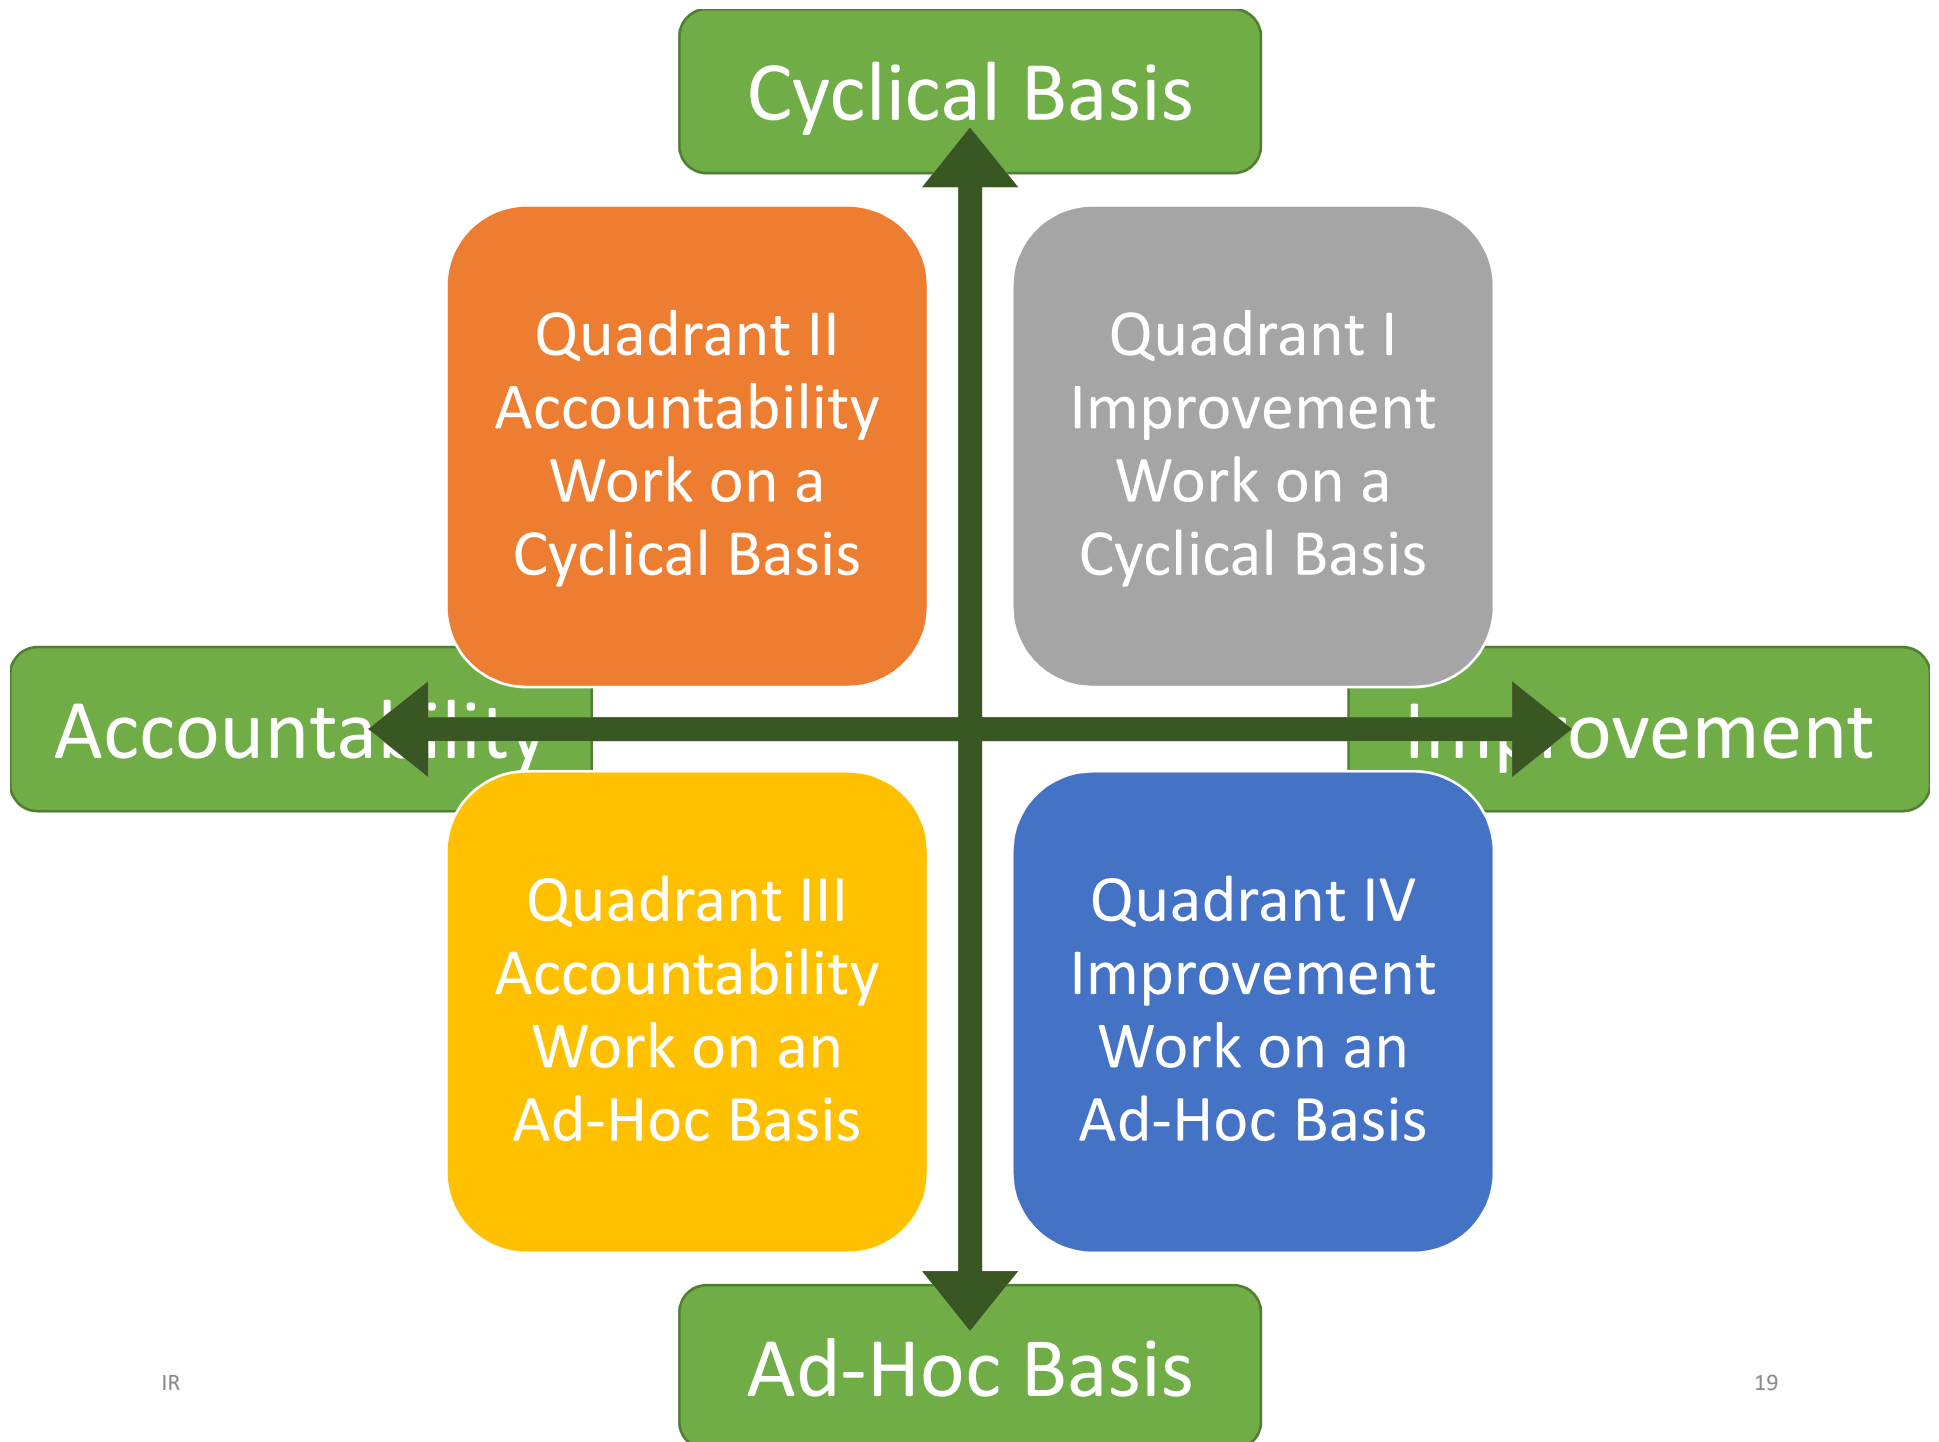 Cyclical Basis
Quadrant II
Accountability
Work on a
Cyclical Basis
Quadrant I
Improvement
Work on a
Cyclical Basis
Accountability
Improvement
Quadrant III
Accountability
Work on an
Ad-Hoc Basis
Quadrant IV
Improvement
Work on an
Ad-Hoc Basis
Ad-Hoc Basis
IR
19